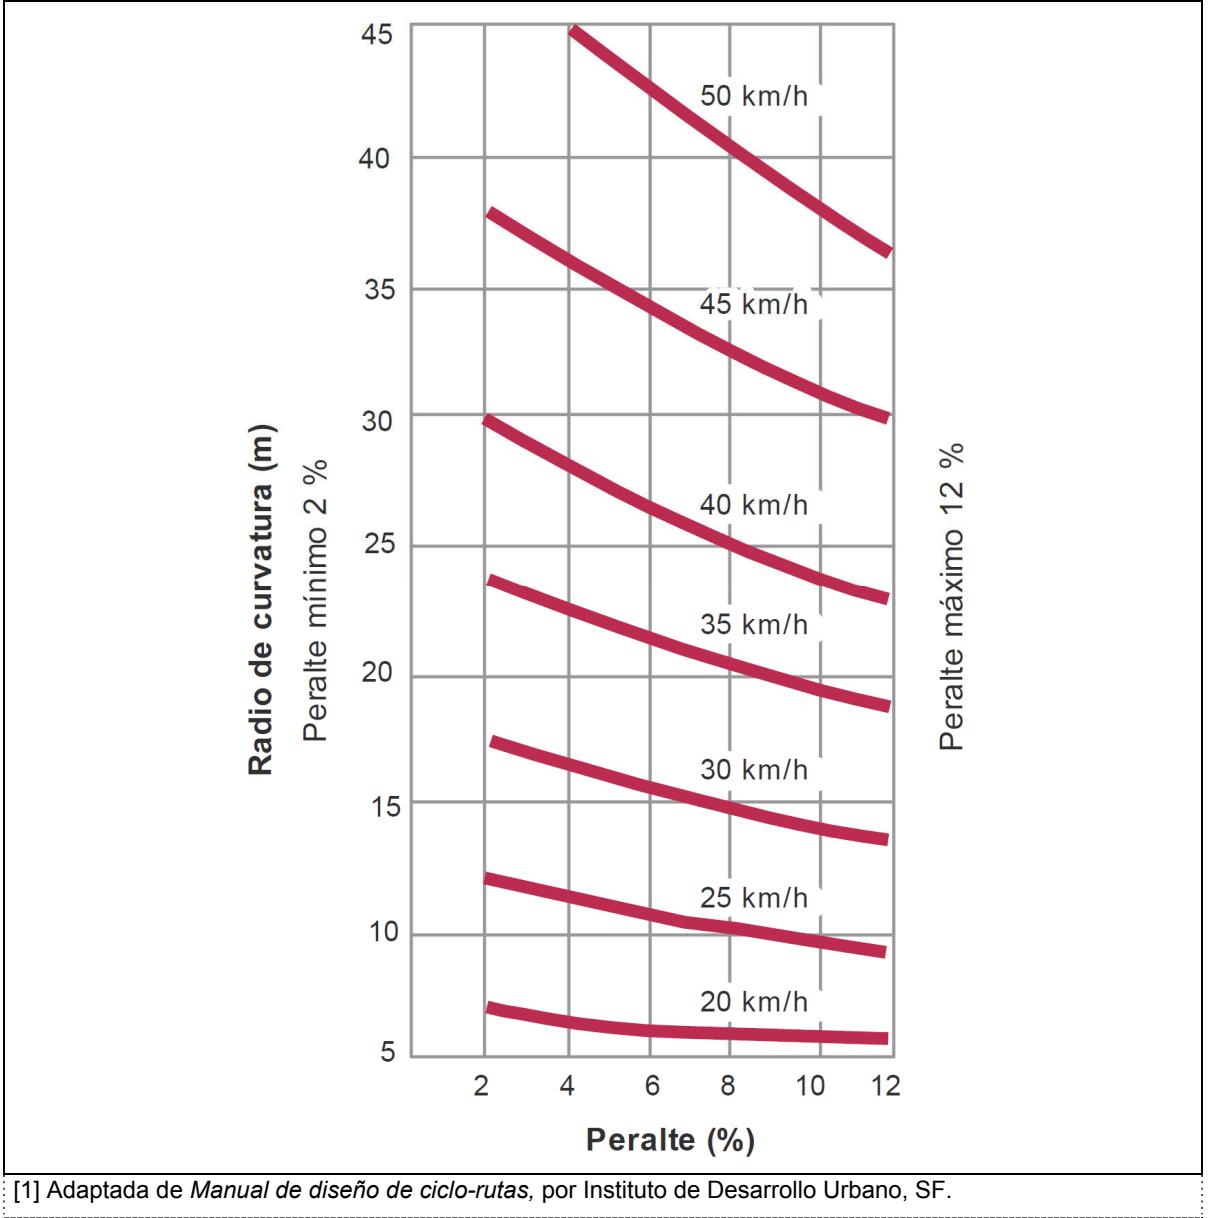 45
50 km/h
40
35
45 km/h
30
40 km/h
25
35 km/h
20
30 km/h
15
25 km/h
10
20 km/h
5
Radio de curvatura (m)
Peralte mínimo 2 %
Peralte máximo 12 %
2 4 6 8 10 12
Peralte (%)
[1] Adaptada de Manual de diseño de ciclo-rutas, por Instituto de Desarrollo Urbano, SF.